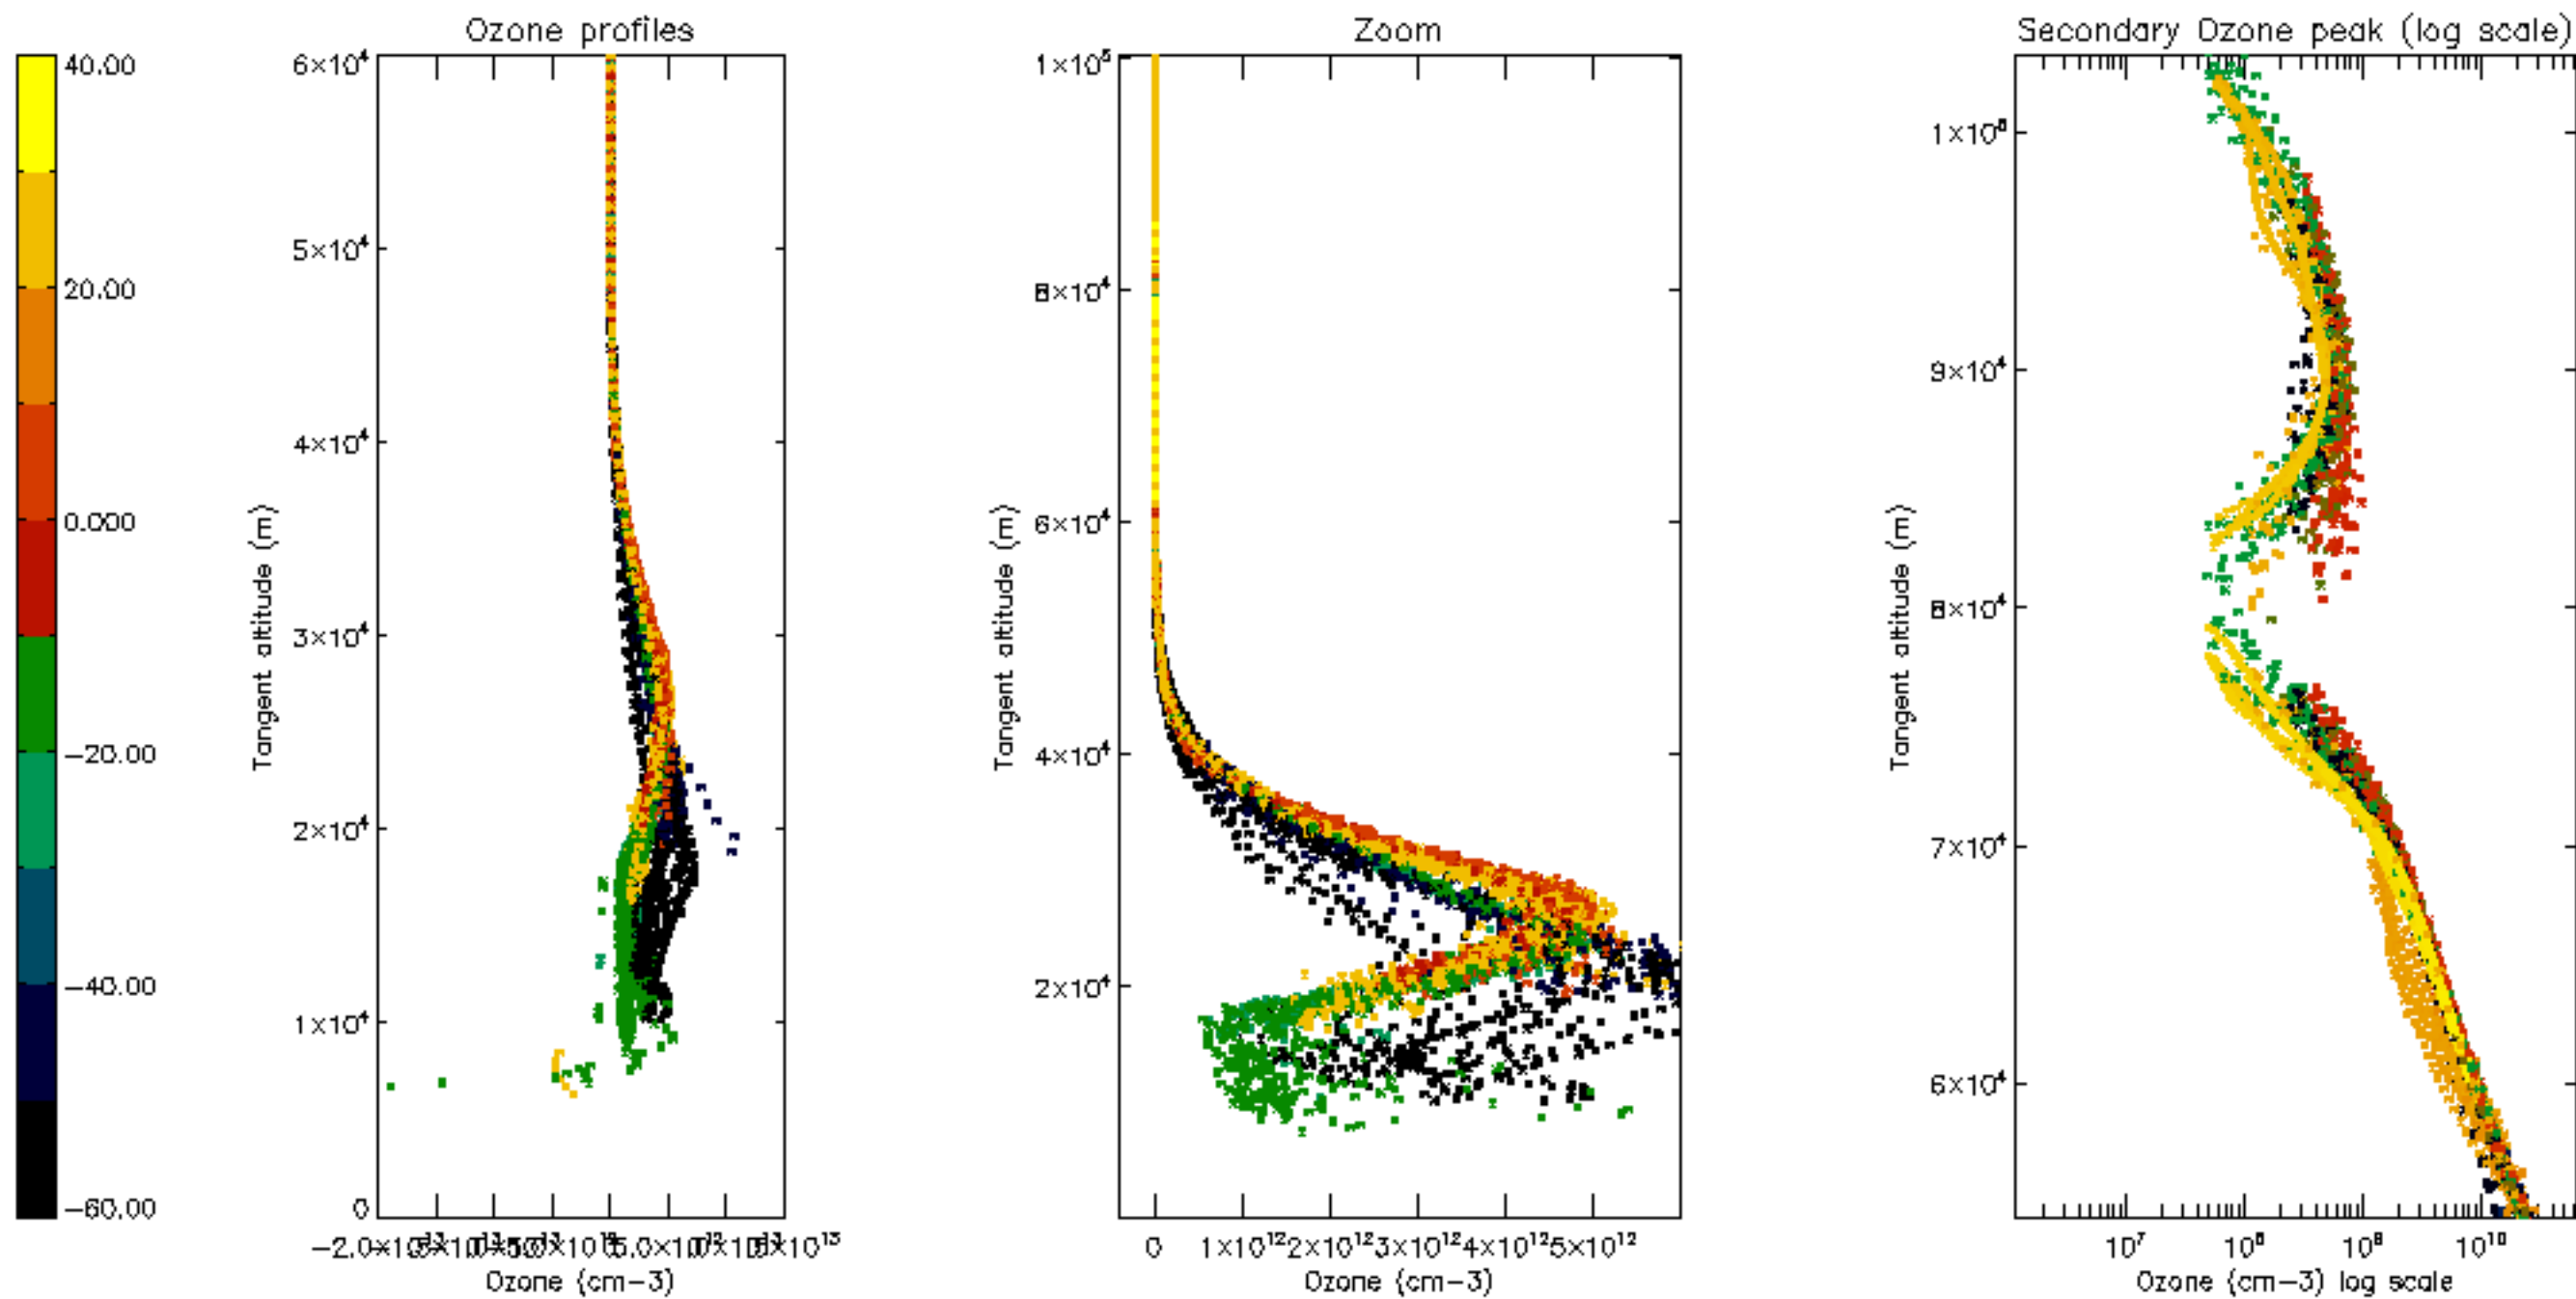 Ozone profiles
Zoom
Secondary Ozone peak (log scale)
40.00
20.00
0.000
−20.00
−40.00
−60.00
Tangent altitude (m)
6×10⁴
5×10⁴
4×10⁴
3×10⁴
2×10⁴
1×10⁴
0
Ozone (cm−3)
Tangent altitude (m)
1×10⁵
8×10⁴
6×10⁴
4×10⁴
2×10⁴
0 1×10¹² 2×10¹² 3×10¹² 4×10¹² 5×10¹²
Ozone (cm−3)
Tangent altitude (m)
9×10⁴
8×10⁴
7×10⁴
6×10⁴
10⁷ 10⁸ 10⁹ 10¹⁰
Ozone (cm−3) log scale